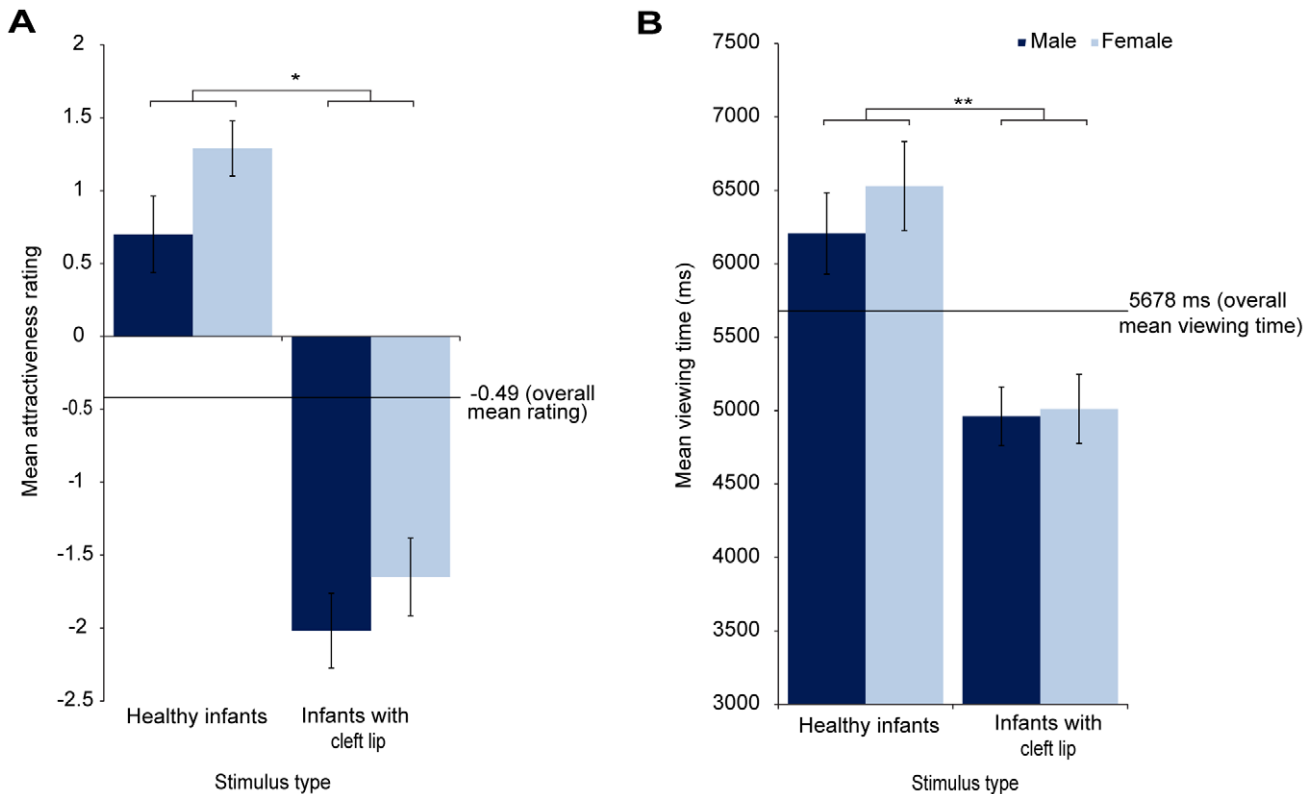 A
2
1.5
1
0.5
0
-0.5
-1
-1.5
-2
-2.5
Mean attractiveness rating
*
-0.49 (overall
mean rating)
Healthy infants
Infants with
cleft lip
Stimulus type
B
Male
Female
7500
7000
6500
6000
5500
5000
4500
4000
3500
3000
Mean viewing time (ms)
**
5678 ms (overall
mean viewing time)
Healthy infants
Infants with
cleft lip
Stimulus type